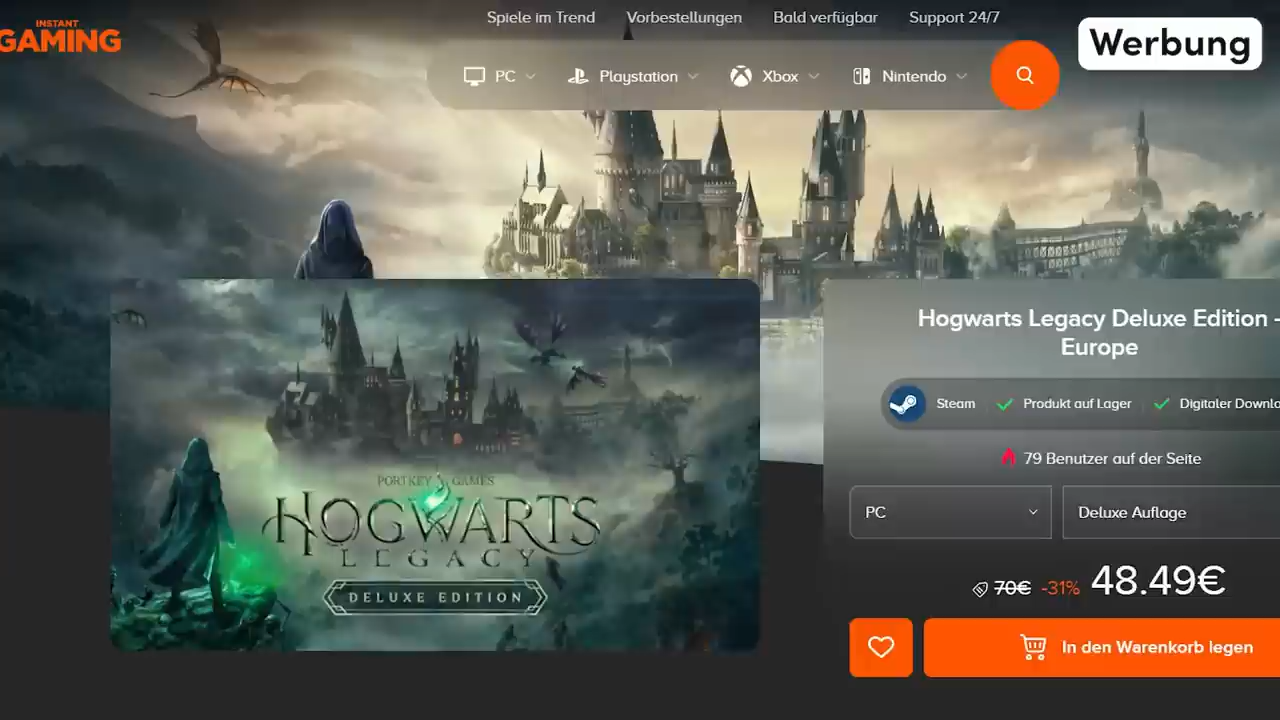 INSTANT
GAMING
Spiele im Trend
Vorbestellungen
Bald verfügbar
Support 24/7
Werbung
PC
Playstation
Xbox
Nintendo
PORTKEY GAMES
HOGWARTS
LEGACY
DELUXE EDITION
Hogwarts Legacy Deluxe Edition -
Europe
Steam
Produkt auf Lager
Digitaler Downlo
79 Benutzer auf der Seite
PC
Deluxe Auflage
70€ -31% 48.49€
In den Warenkorb legen